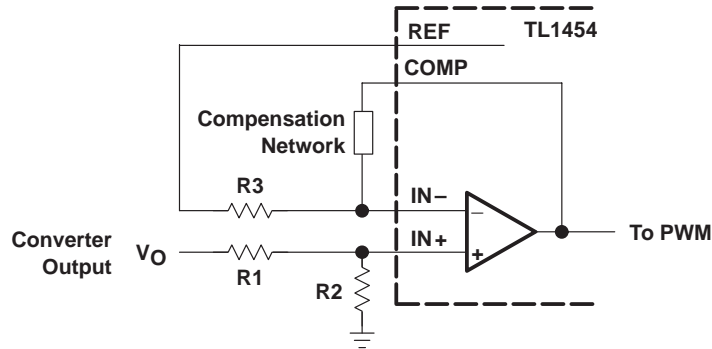 REF
TL1454
COMP
Compensation
Network
R3
IN−
−
Converter
Output
VO
R1
IN+
+
To PWM
R2